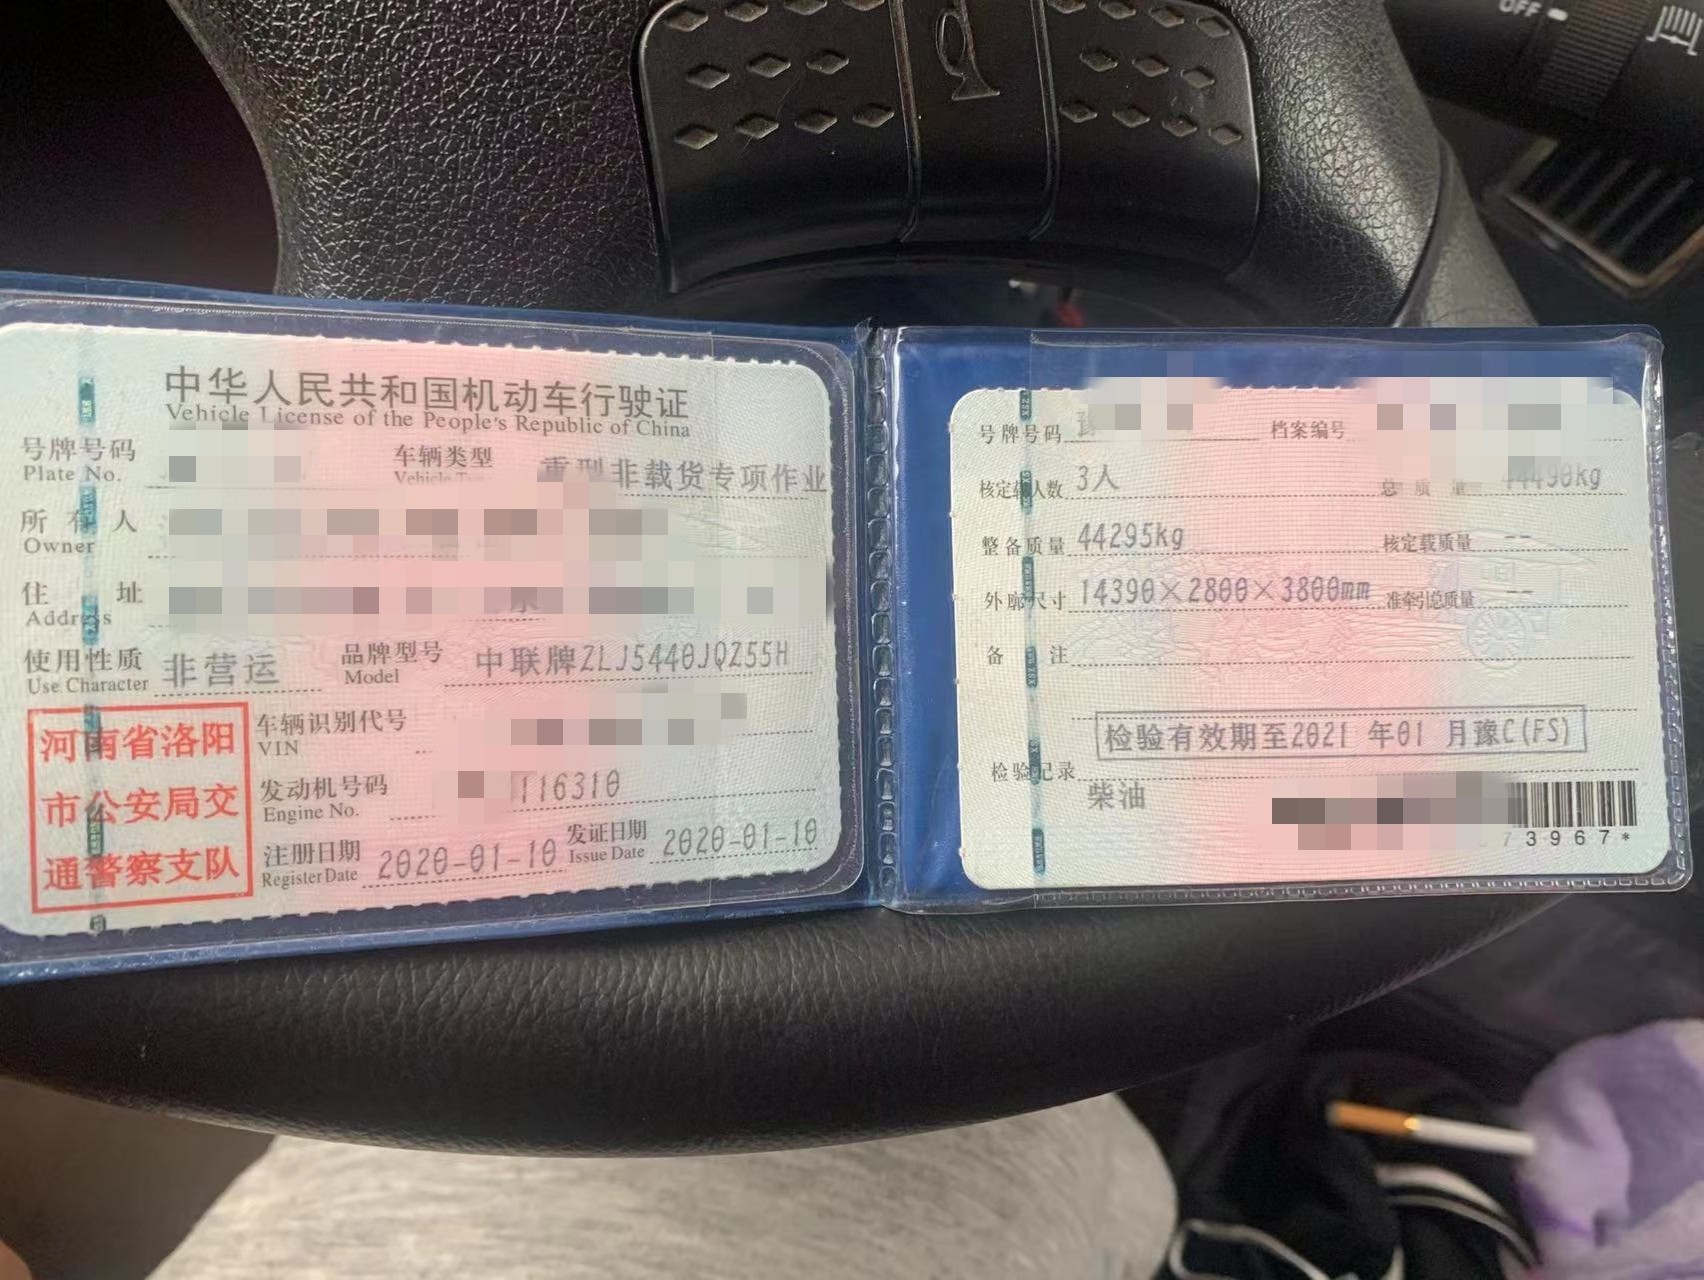 OFF
中华人民共和国机动车行驶证
Vehicle License of the People's Republic of China
号牌号码
Plate No.
车辆类型
Vehicle
重型非载货专项作业
所有人
Owner
住址
Address
使用性质 非营运
Use Character
品牌型号 中联牌ZLJ5440JQZ55H
Model
河南省洛阳
市公安局交
通警察支队
车辆识别代号
VIN
发动机号码 116310
Engine No.
注册日期 2020-01-10
Register Date
发证日期 2020-01-10
Issue Date
号牌号码
档案编号
核定载人数 3人
总质量 44490kg
整备质量 44295kg
核定载质量 --
外廓尺寸 14390×2800×3800mm
准牵引总质量 --
备注
检验有效期至2021 年01 月豫C(FS)
检验记录
柴油
73967*